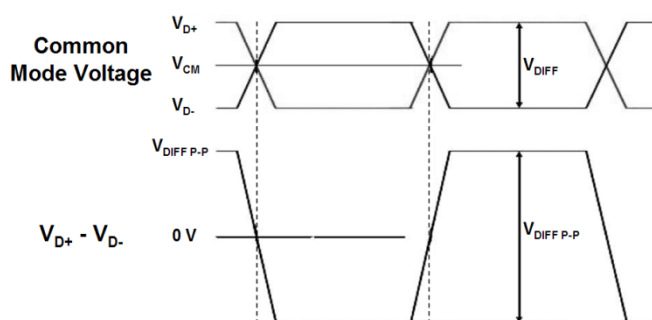 Common
Mode Voltage
VD+
VCM
VD-
VDIFF
VDIFF P-P
VD+ - VD-
0 V
VDIFF P-P